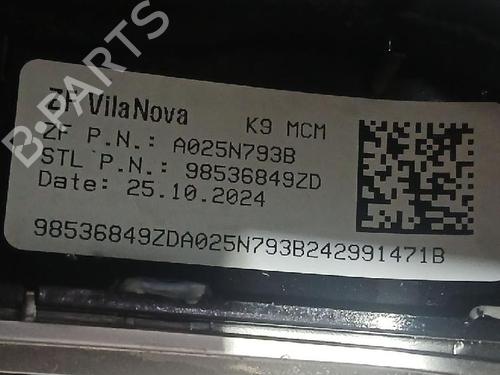 B-PARTS
ZF VilaNova K9 MCM
ZF P.N.: A025N793B
STL P.N.: 98536849ZD
Date: 25.10.2024
98536849ZDA025N793B242991471B